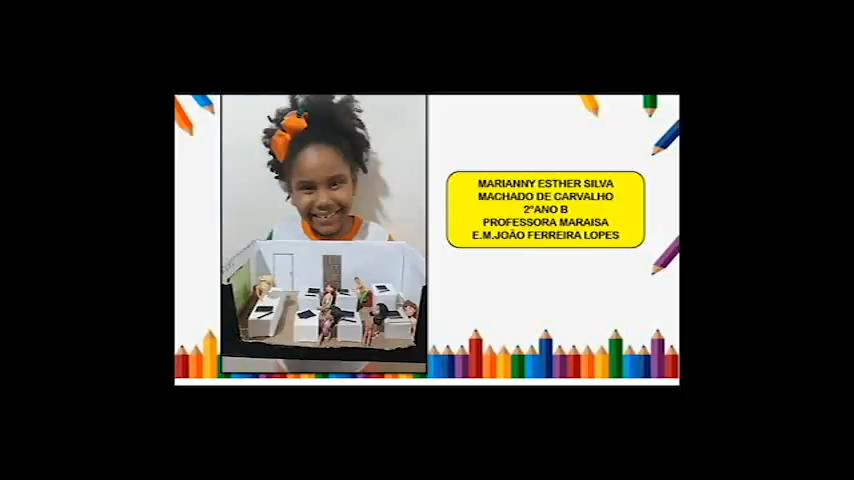 MARIANNY ESTHER SILVA
MACHADO DE CARVALHO
2°ANO B
PROFESSORA MARAISA
E.M.JOÃO FERREIRA LOPES